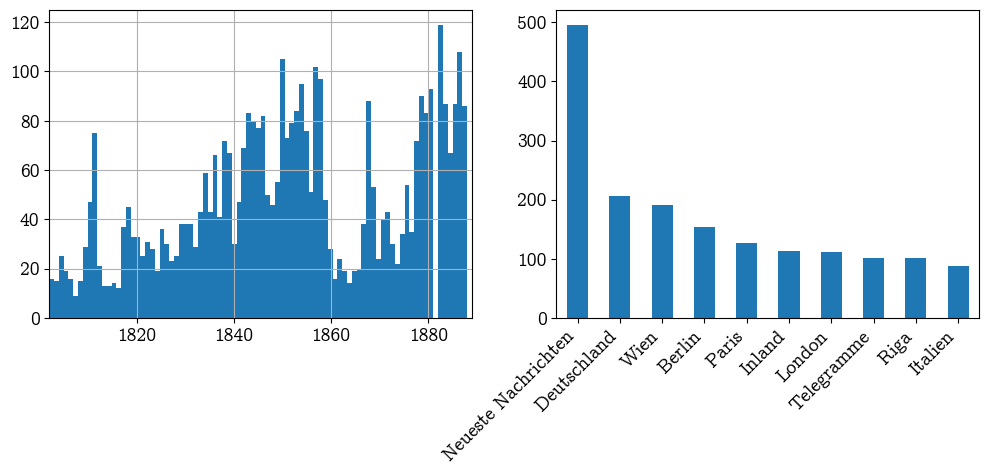 120
100
80
60
40
20
0
1820 1840 1860 1880
500
400
300
200
100
0
Neueste Nachrichten
Deutschland
Wien
Berlin
Paris
Inland
London
Telegramme
Riga
Italien